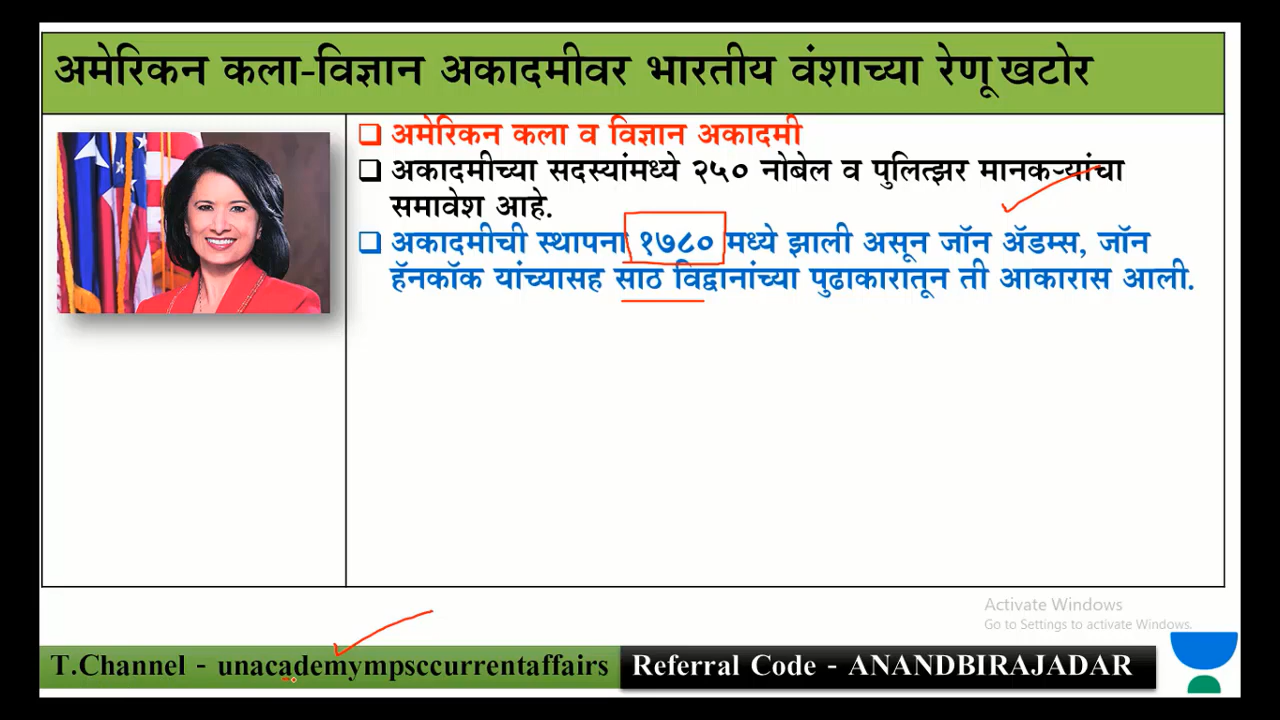 अमेरिकन कला-विज्ञान अकादमीवर भारतीय वंशाच्या रेणू खटोर
अमेरिकन कला व विज्ञान अकादमी
अकादमीच्या सदस्यांमध्ये २५० नोबेल व पुलित्झर मानकऱ्यांचा
समावेश आहे.
अकादमीची स्थापना १७८० मध्ये झाली असून जॉन ॲडम्स, जॉन
हॅनकॉक यांच्यासह साठ विद्वानांच्या पुढाकारातून ती आकारास आली.
Activate Windows
Go to Settings to activate Windows.
T.Channel - unacademympsccurrentaffairs
Referral Code - ANANDBIRAJADAR